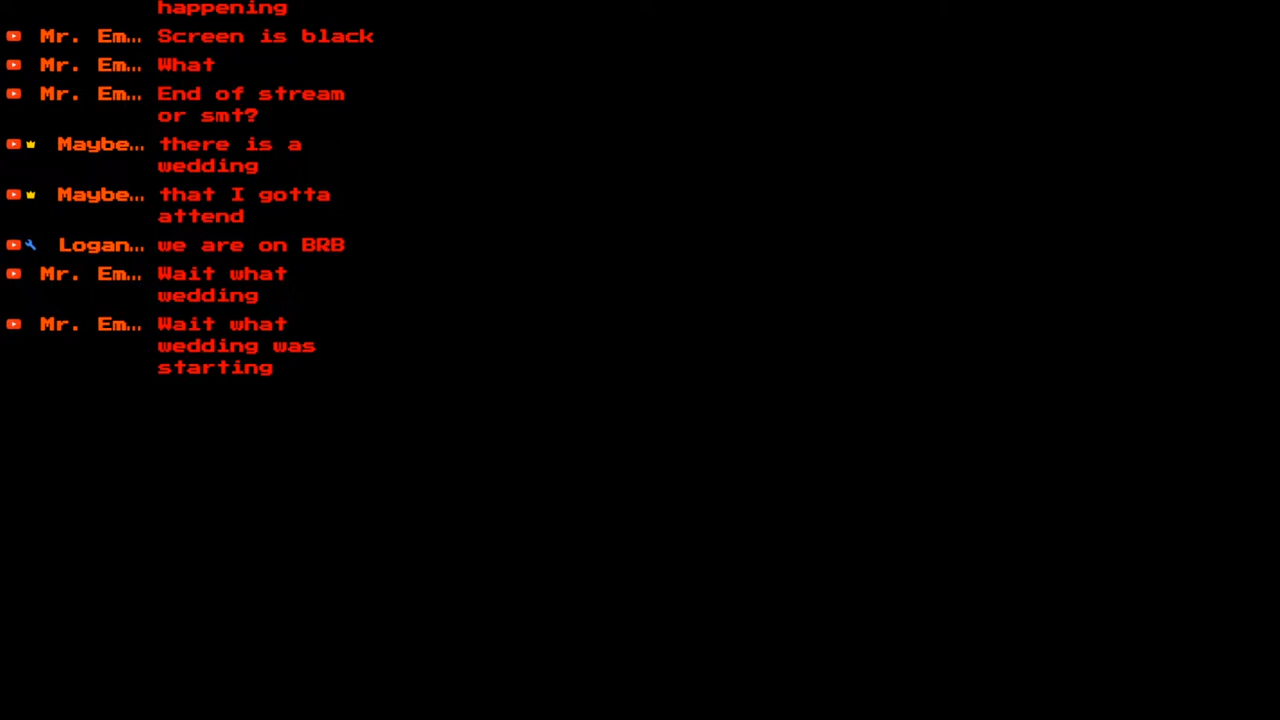 happening
Mr. Em… Screen is black
Mr. Em… What
Mr. Em… End of stream
or smt?
Maybe… there is a
wedding
Maybe… that I gotta
attend
Logan… we are on BRB
Mr. Em… Wait what
wedding
Mr. Em… Wait what
wedding was
starting